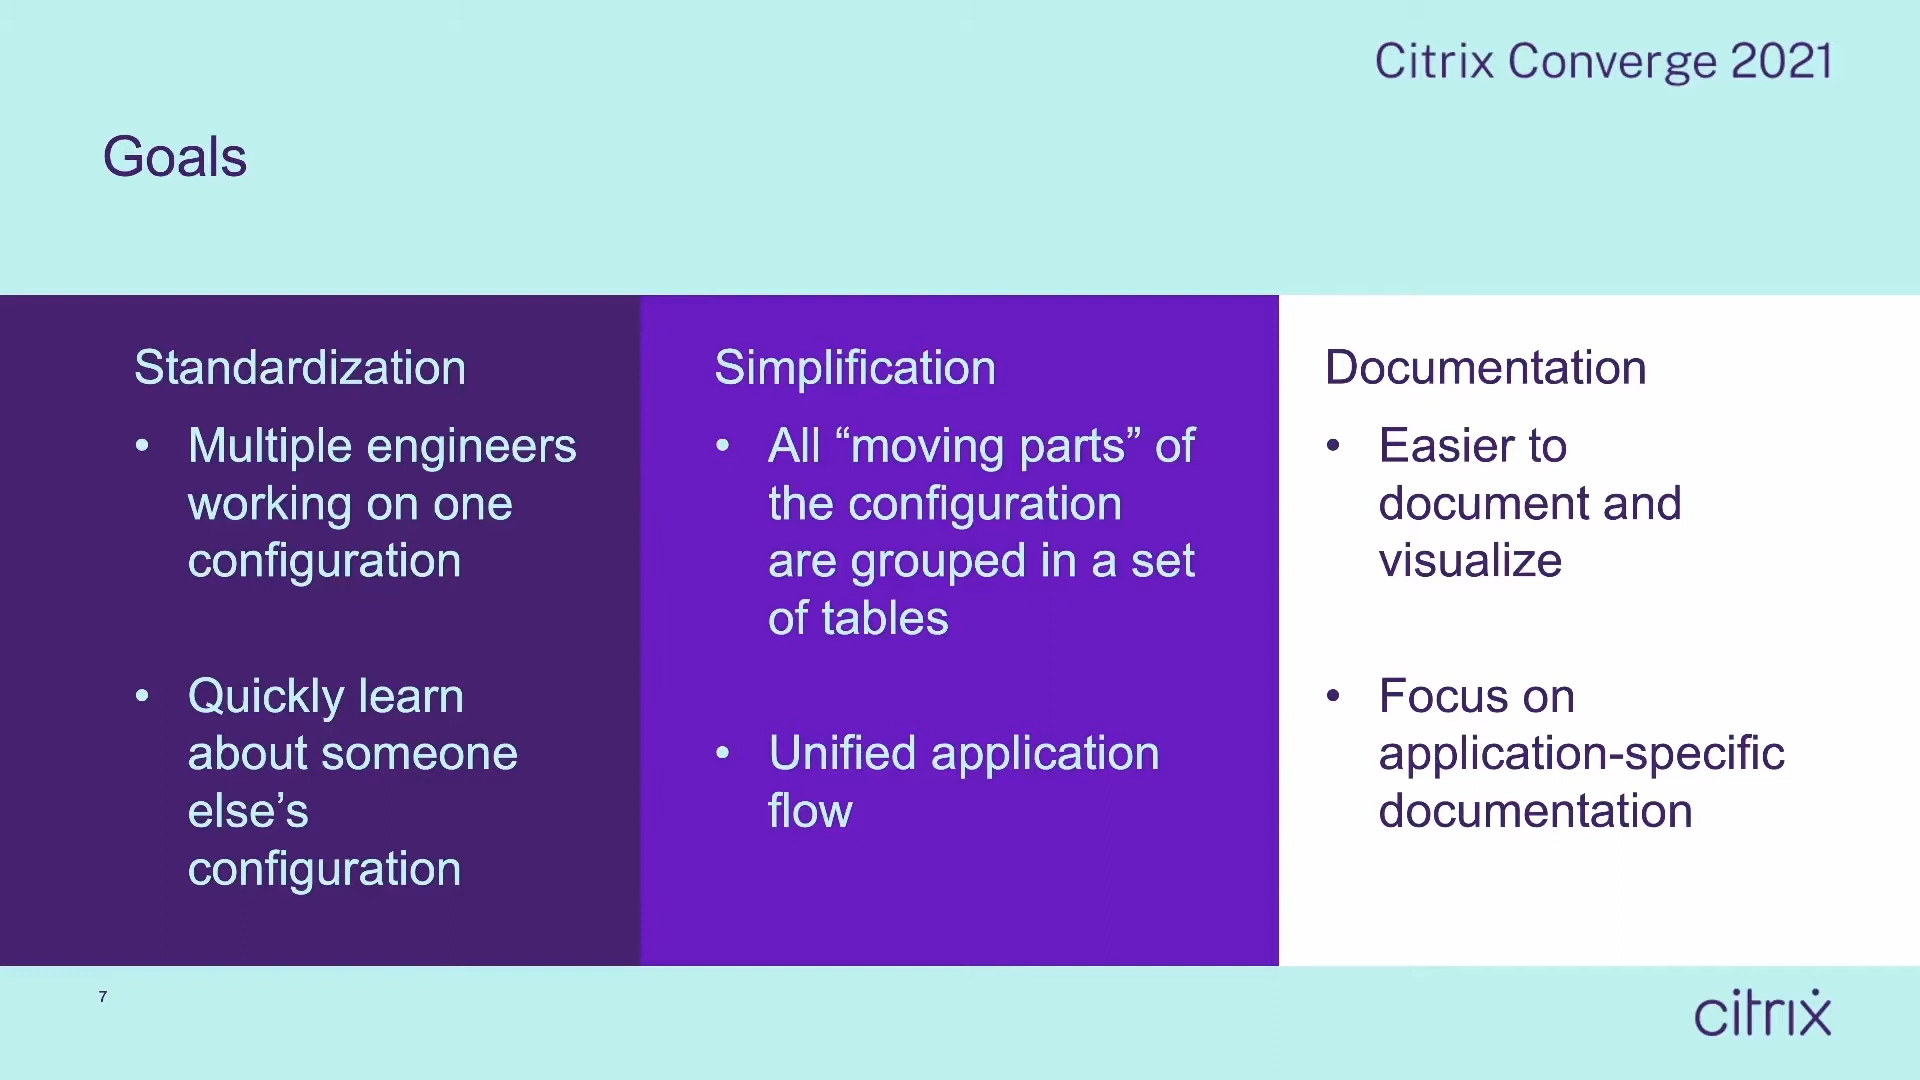 Citrix Converge 2021
Goals
Standardization
• Multiple engineers
working on one
configuration
• Quickly learn
about someone
else’s
configuration
Simplification
• All “moving parts” of
the configuration
are grouped in a set
of tables
• Unified application
flow
Documentation
• Easier to
document and
visualize
• Focus on
application-specific
documentation
7
citrix